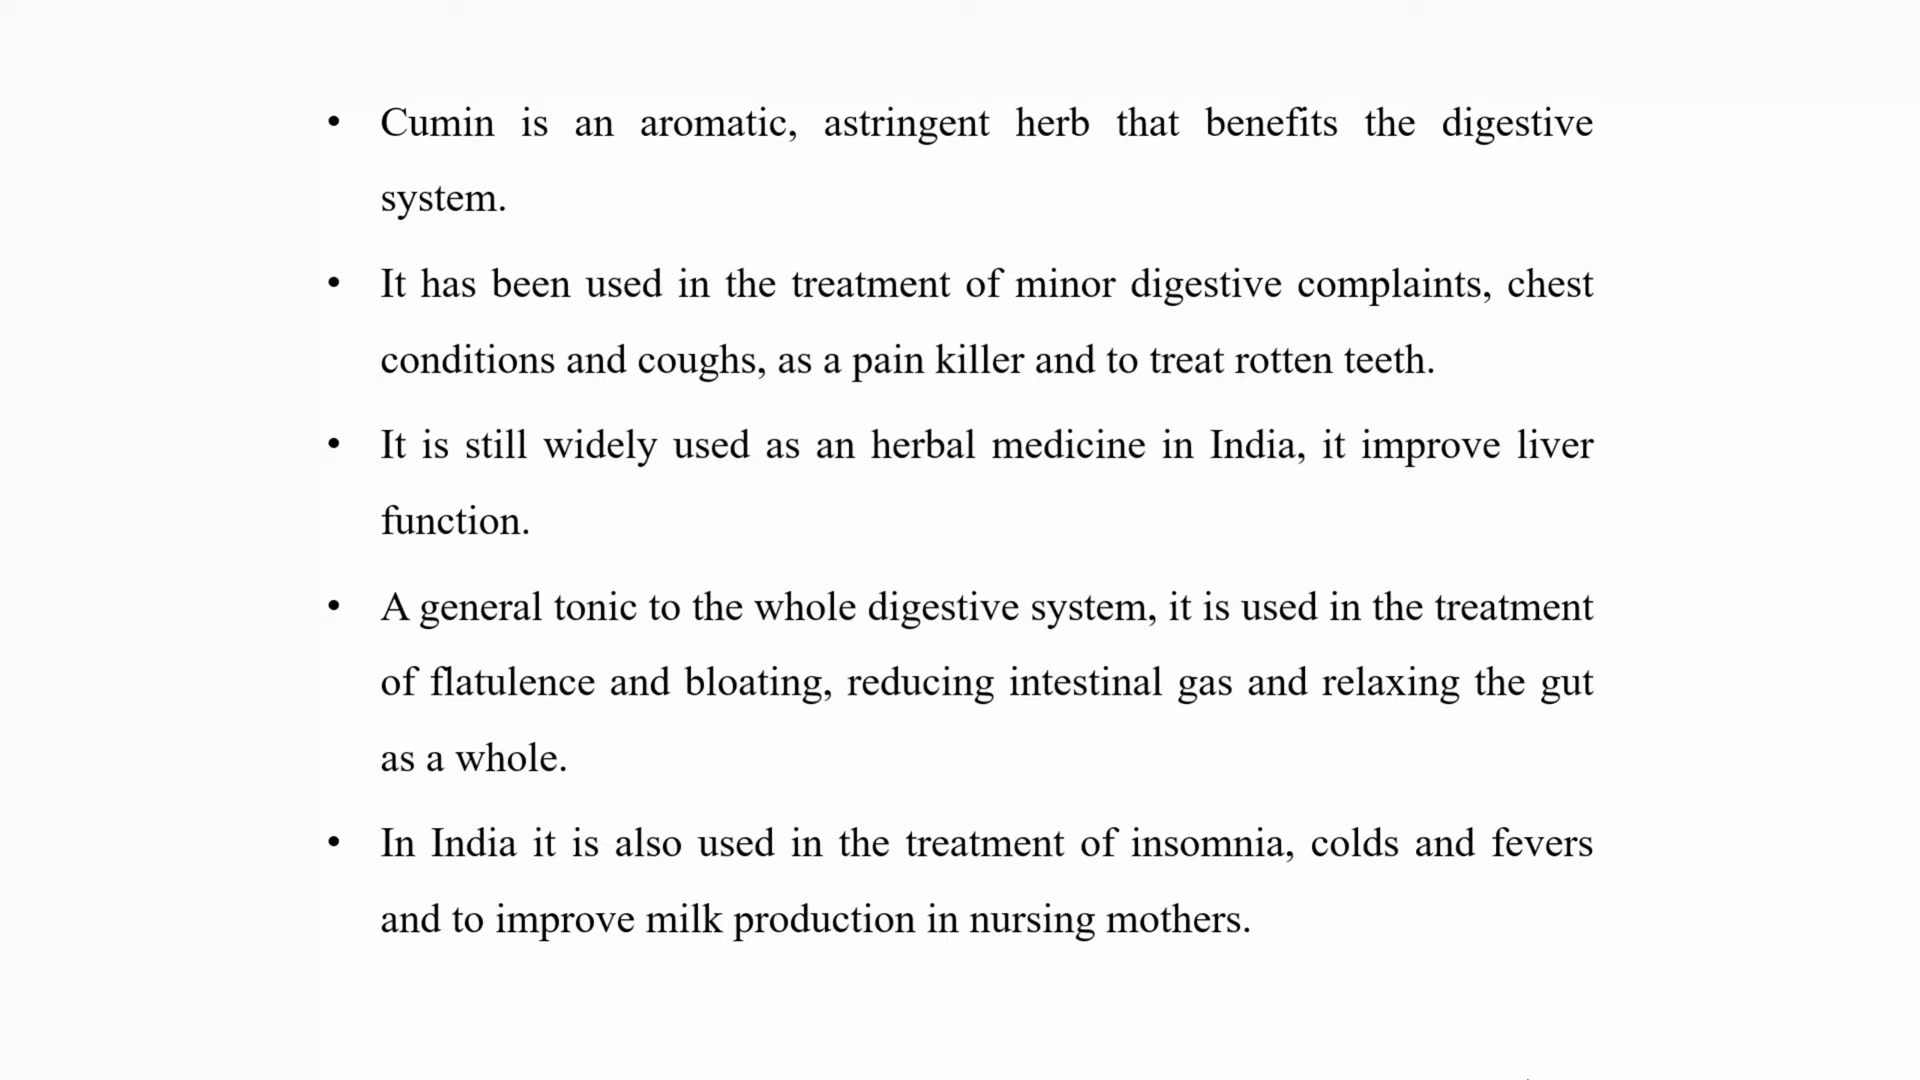 • Cumin is an aromatic, astringent herb that benefits the digestive
system.
• It has been used in the treatment of minor digestive complaints, chest
conditions and coughs, as a pain killer and to treat rotten teeth.
• It is still widely used as an herbal medicine in India, it improve liver
function.
• A general tonic to the whole digestive system, it is used in the treatment
of flatulence and bloating, reducing intestinal gas and relaxing the gut
as a whole.
• In India it is also used in the treatment of insomnia, colds and fevers
and to improve milk production in nursing mothers.